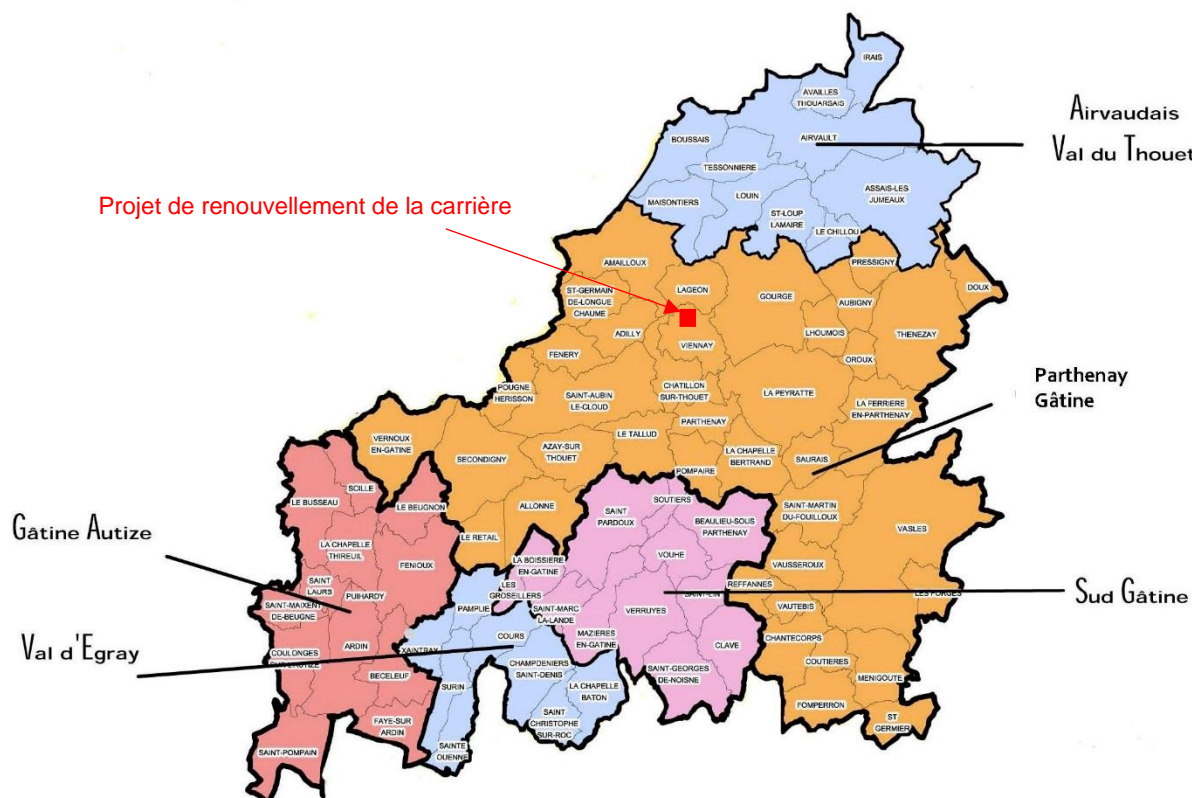 IRAIS
AVAILLES
THOUARSAIS
Airvaudais
Val du Thouet
BOUSSAIS
AIRVAULT
TESSONNIERE
ASSAIS-LES
JUMEAUX
MAISONTIERS
LOUIN
ST-LOUP
LAMAIRE
LE CHILLOU
Projet de renouvellement de la carrière
AMAILLOUX
PRESSIGNY
ST-GERMAIN
DE-LONGUE
CHAUME
LAGEON
GOURGE
AUBIGNY
DOUX
ADILLY
VIENNAY
LHOUMOIS
THENEZAY
FENERY
OROUX
POUGNE
HERISSON
SAINT-AUBIN
LE-CLOUD
CHATILLON
SUR-THOUET
LA PEYRATTE
LA FERRIERE
EN-PARTHENAY
Parthenay
Gâtine
VERNOUX
EN-GATINE
SECONDIGNY
AZAY-SUR
THOUET
LE TALLUD
PARTHENAY
LA CHAPELLE
BERTRAND
SAURAIS
POMPAIRE
SCILLE
LE BUSSEAU
LE BEUGNON
ALLONNE
SAINT
PARDOUX
SOUTIERS
BEAULIEU-SOUS
PARTHENAY
SAINT-MARTIN
DU-FOUILLOUX
VASLES
Gâtine Autize
LA CHAPELLE
THIREUIL
FENIOUX
LE RETAIL
LA BOISSIERE
EN-GATINE
VOUHE
VAUSSEROUX
SAINT
LAURS
PUIHARDY
LES
GROSEILLERS
REFFANNES
SAINT-LIN
LES FORGES
Sud Gâtine
SAINT-MAIXENT
DE-BEUGNE
PAMPLIE
SAINT-MARC
LA-LANDE
VERRUYES
VAUTEBIS
Val d'Egray
COULONGES
ARDIN
XAINTRAY
COURS
MAZIERES
EN-GATINE
CLAVE
CHANTECORPS
COUTIERES
BECELEUF
SURIN
CHAMPDENIERS
SAINT-DENIS
LA CHAPELLE
BATON
SAINT-GEORGES
DE-NOISNE
MENIGOUTE
FOMPERRON
FAYE-SUR
ARDIN
SAINT
CHRISTOPHE
SUR-ROC
ST
GERMIER
SAINT-POMPAIN
SAINTE
OUENNE